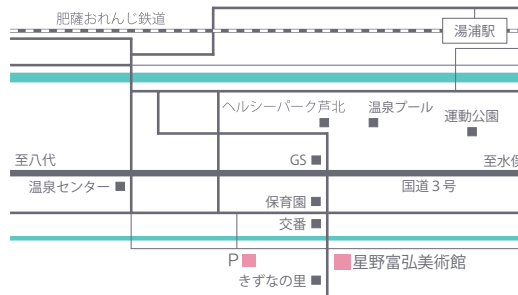 肥薩おれんじ鉄道
湯浦駅
ヘルシーパーク芦北
温泉プール
運動公園
至八代
GS
至水俣
温泉センター
国道3号
保育園
交番
P
星野富弘美術館
きずなの里